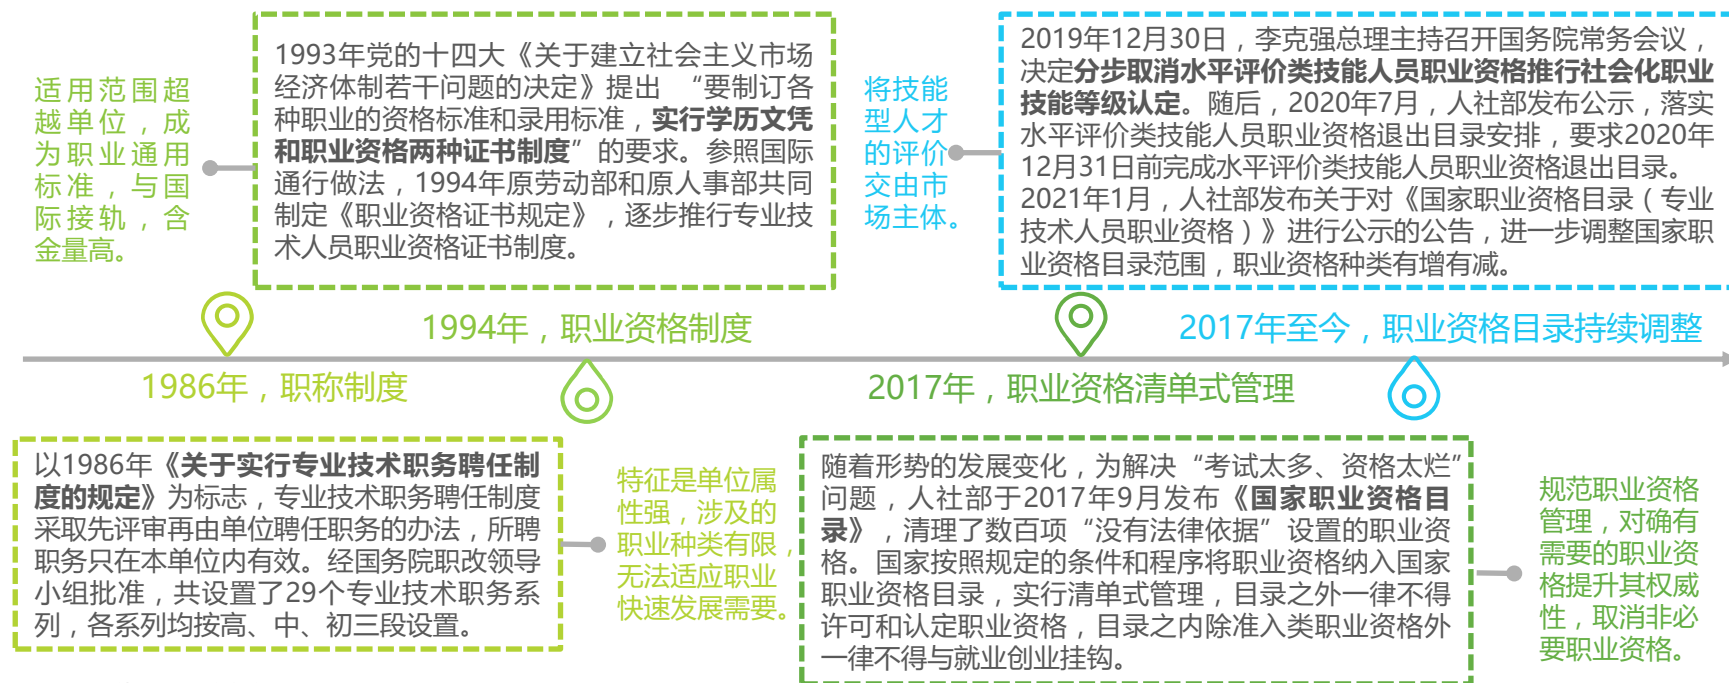 适用范围超
越单位，成
为职业通用
标准，与国
际接轨，含
金量高。
1993年党的十四大《关于建立社会主义市场
经济体制若干问题的决定》提出 “要制订各
种职业的资格标准和录用标准，实行学历文凭
和职业资格两种证书制度”的要求。参照国际
通行做法，1994年原劳动部和原人事部共同
制定《职业资格证书规定》，逐步推行专业技
术人员职业资格证书制度。
将技能
型人才
的评价
交由市
场主体。
2019年12月30日，李克强总理主持召开国务院常务会议，
决定分步取消水平评价类技能人员职业资格推行社会化职业
技能等级认定。随后，2020年7月，人社部发布公示，落实
水平评价类技能人员职业资格退出目录安排，要求2020年
12月31日前完成水平评价类技能人员职业资格退出目录。
2021年1月，人社部发布关于对《国家职业资格目录（专业
技术人员职业资格）》进行公示的公告，进一步调整国家职
业资格目录范围，职业资格种类有增有减。
1994年，职业资格制度
2017年至今，职业资格目录持续调整
1986年，职称制度
2017年，职业资格清单式管理
以1986年《关于实行专业技术职务聘任制
度的规定》为标志，专业技术职务聘任制度
采取先评审再由单位聘任职务的办法，所聘
职务只在本单位内有效。经国务院职改领导
小组批准，共设置了29个专业技术职务系
列，各系列均按高、中、初三段设置。
特征是单位属
性强，涉及的
职业种类有限，
无法适应职业
快速发展需要。
随着形势的发展变化，为解决“考试太多、资格太烂”
问题，人社部于2017年9月发布《国家职业资格目
录》，清理了数百项“没有法律依据”设置的职业资
格。国家按照规定的条件和程序将职业资格纳入国家
职业资格目录，实行清单式管理，目录之外一律不得
许可和认定职业资格，目录之内除准入类职业资格外
一律不得与就业创业挂钩。
规范职业资格
管理，对确有
需要的职业资
格提升其权威
性，取消非必
要职业资格。